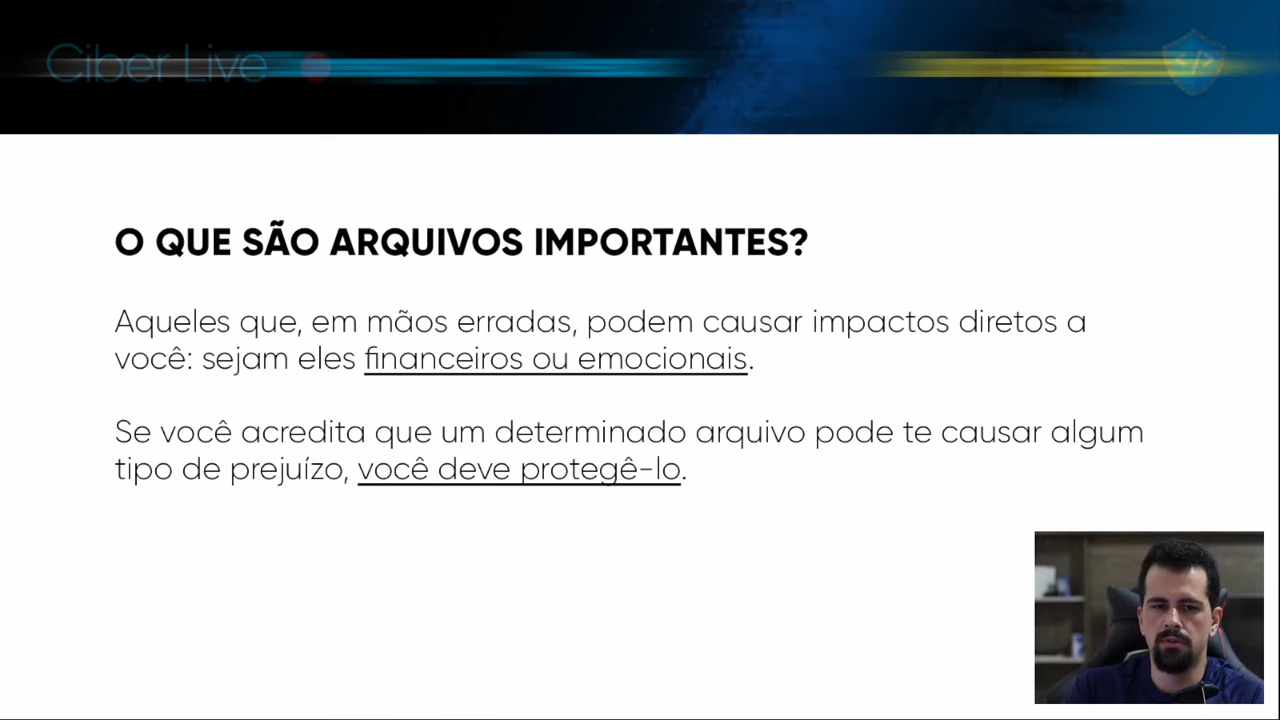 Ciber Live
</>
O QUE SÃO ARQUIVOS IMPORTANTES?
Aqueles que, em mãos erradas, podem causar impactos diretos a
você: sejam eles financeiros ou emocionais.
Se você acredita que um determinado arquivo pode te causar algum
tipo de prejuízo, você deve protegê-lo.